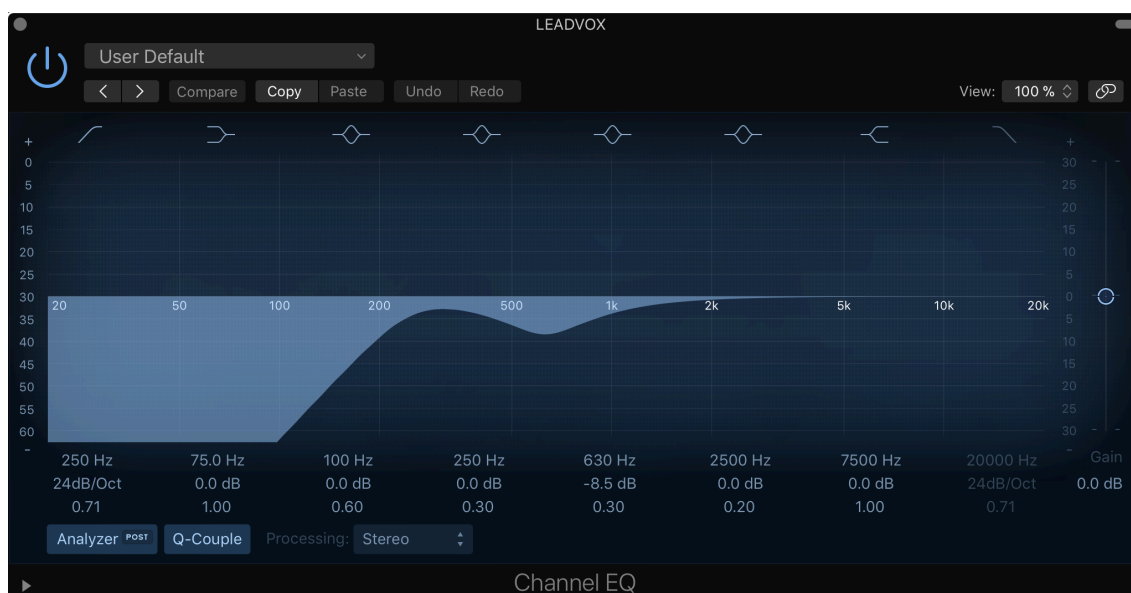 LEADVOX
User Default
Compare Copy Paste Undo Redo View: 100 %
+ +
0 30
5 25
10 20
15 15
20 10
25 5
30 0
20 50 100 200 500 1k 2k 5k 10k 20k
35 5
40 10
45 15
50 20
55 25
60 30
- -
250 Hz 75.0 Hz 100 Hz 250 Hz 630 Hz 2500 Hz 7500 Hz 20000 Hz Gain
24dB/Oct 0.0 dB 0.0 dB 0.0 dB -8.5 dB 0.0 dB 0.0 dB 24dB/Oct 0.0 dB
0.71 1.00 0.60 0.30 0.30 0.20 1.00 0.71
Analyzer POST Q-Couple Processing: Stereo
Channel EQ